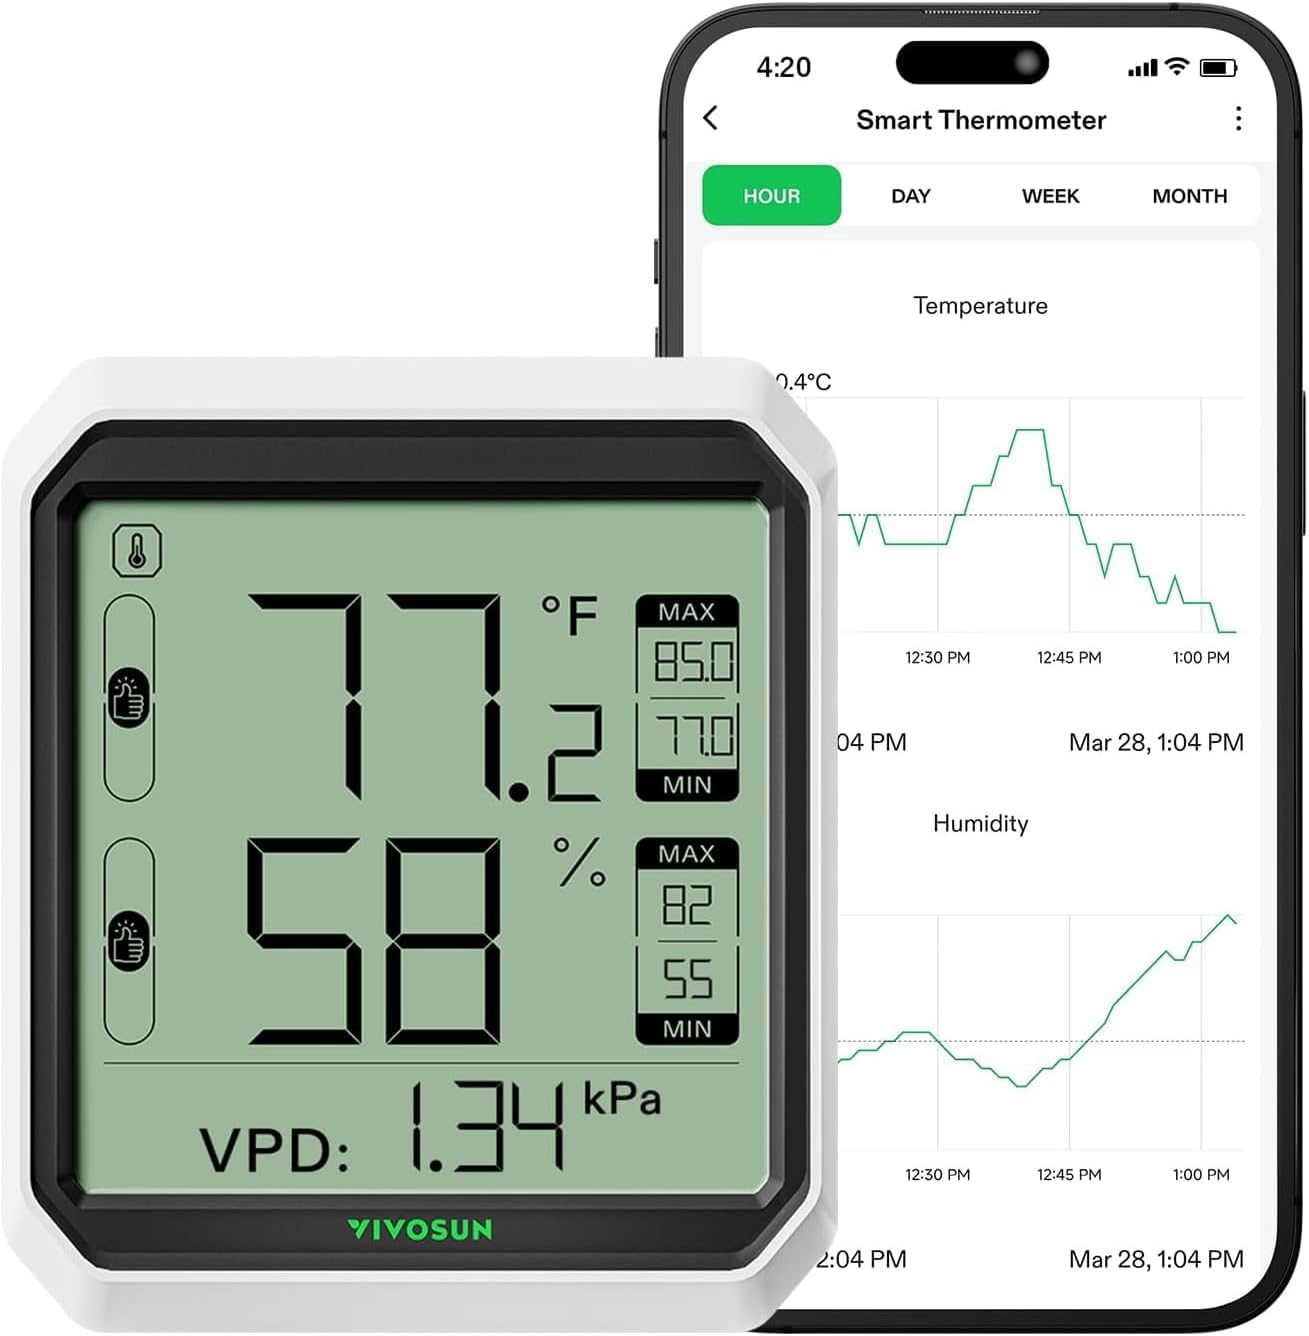 4:20
Smart Thermometer
HOUR DAY WEEK MONTH
Temperature
0.4°C
12:30 PM 12:45 PM 1:00 PM
04 PM Mar 28, 1:04 PM
Humidity
12:30 PM 12:45 PM 1:00 PM
2:04 PM Mar 28, 1:04 PM
77.2 °F
MAX
85.0
77.0
MIN
58 %
MAX
82
55
MIN
VPD: 1.34 kPa
VIVOSUN